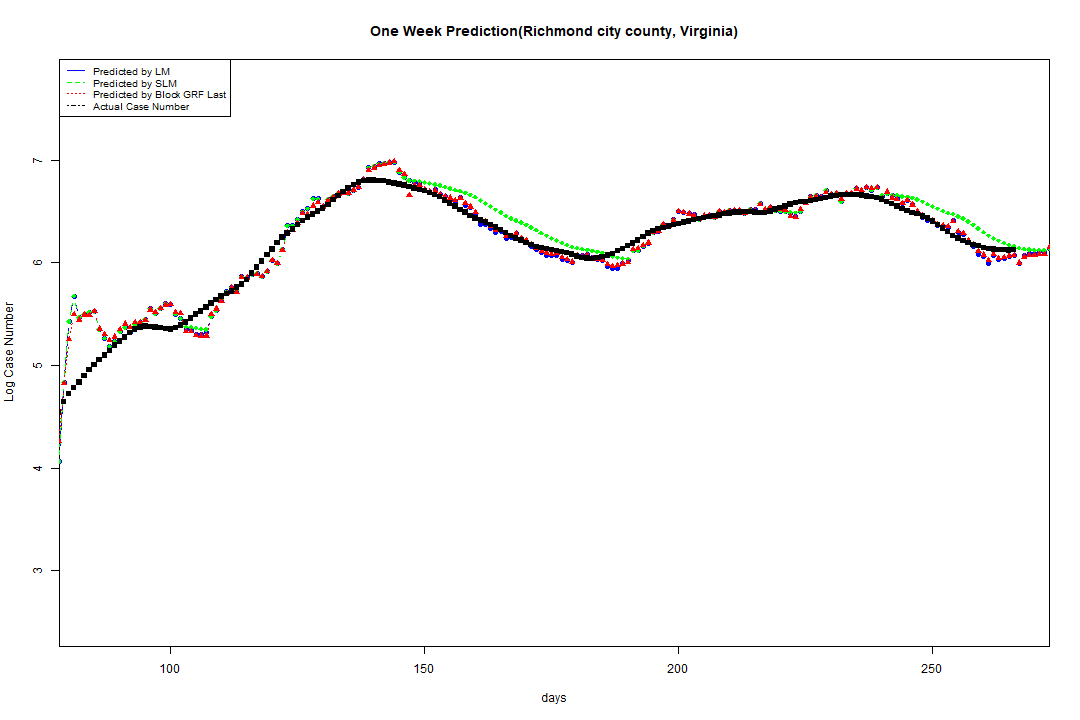 One Week Prediction(Richmond city county, Virginia)
Predicted by LM
Predicted by SLM
Predicted by Block GRF Last
Actual Case Number
7
6
5
4
3
Log Case Number
100 150 200 250
days